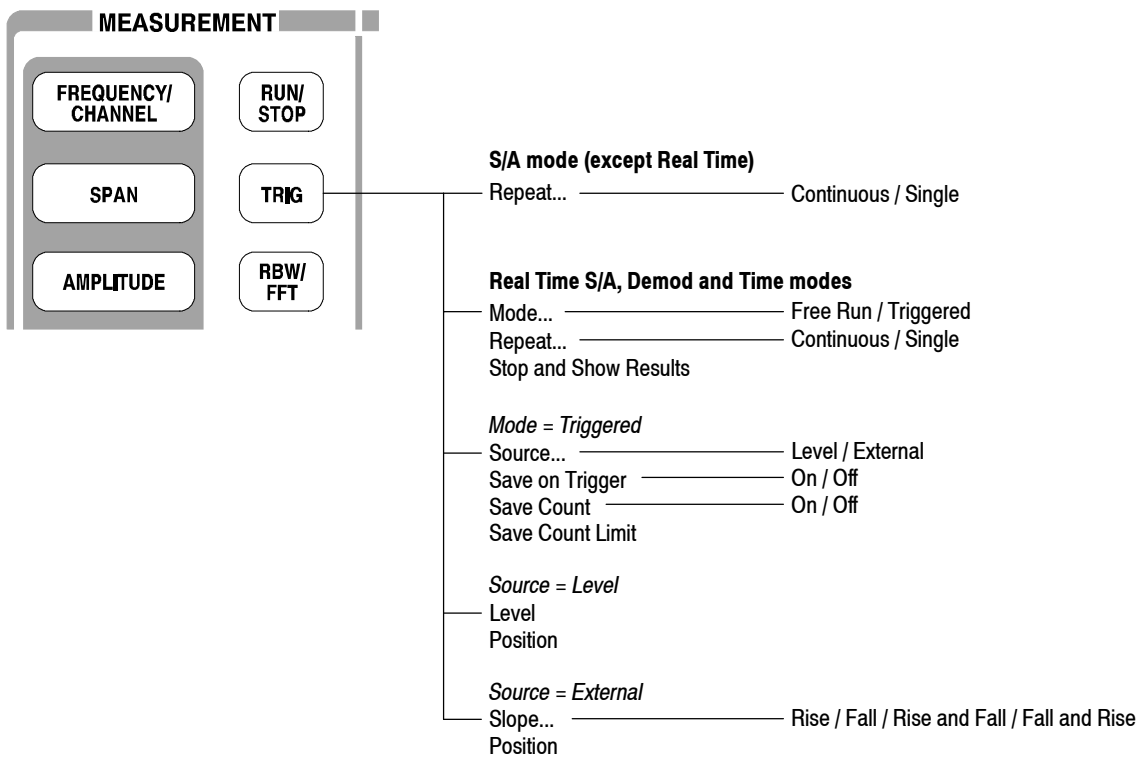 MEASUREMENT
FREQUENCY/
CHANNEL
RUN/
STOP
SPAN
TRIG
AMPLITUDE
RBW/
FFT
S/A mode (except Real Time)
Repeat... Continuous / Single
Real Time S/A, Demod and Time modes
Mode... Free Run / Triggered
Repeat... Continuous / Single
Stop and Show Results
Mode = Triggered
Source... Level / External
Save on Trigger On / Off
Save Count On / Off
Save Count Limit
Source = Level
Level
Position
Source = External
Slope... Rise / Fall / Rise and Fall / Fall and Rise
Position